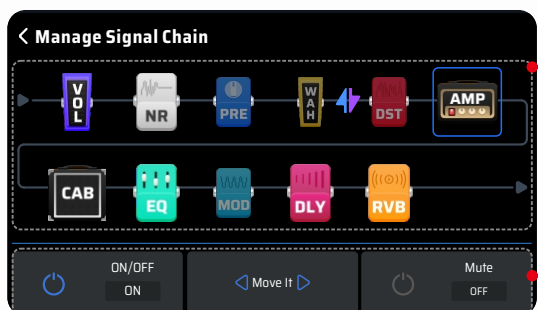 < Manage Signal Chain
VOL NR PRE WAH DST AMP
CAB EQ MOD DLY RVB
ON/OFF
ON
Move It
Mute
OFF